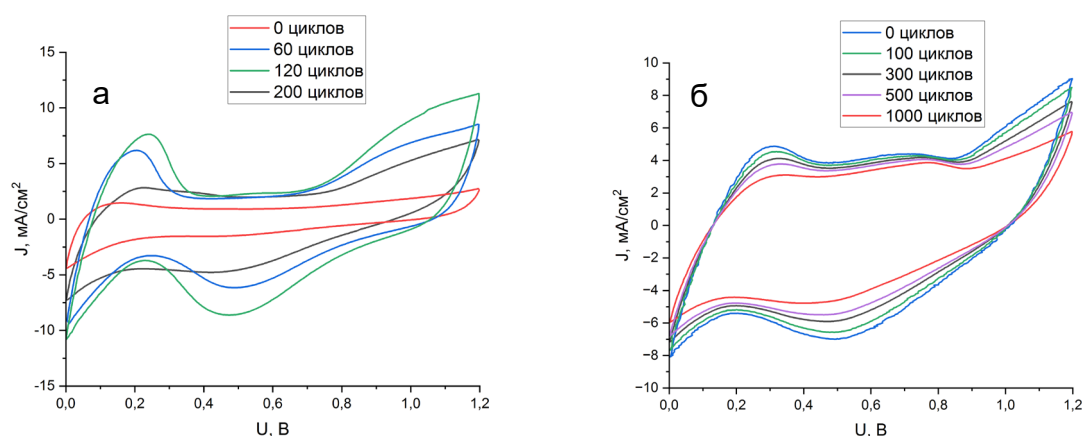 а
0 циклов
60 циклов
120 циклов
200 циклов
15
10
5
0
-5
-10
-15
J, мА/см²
0,0 0,2 0,4 0,6 0,8 1,0 1,2
U, В
б
0 циклов
100 циклов
300 циклов
500 циклов
1000 циклов
10
8
6
4
2
0
−2
−4
−6
−8
−10
J, мА/см²
0,0 0,2 0,4 0,6 0,8 1,0 1,2
U, В